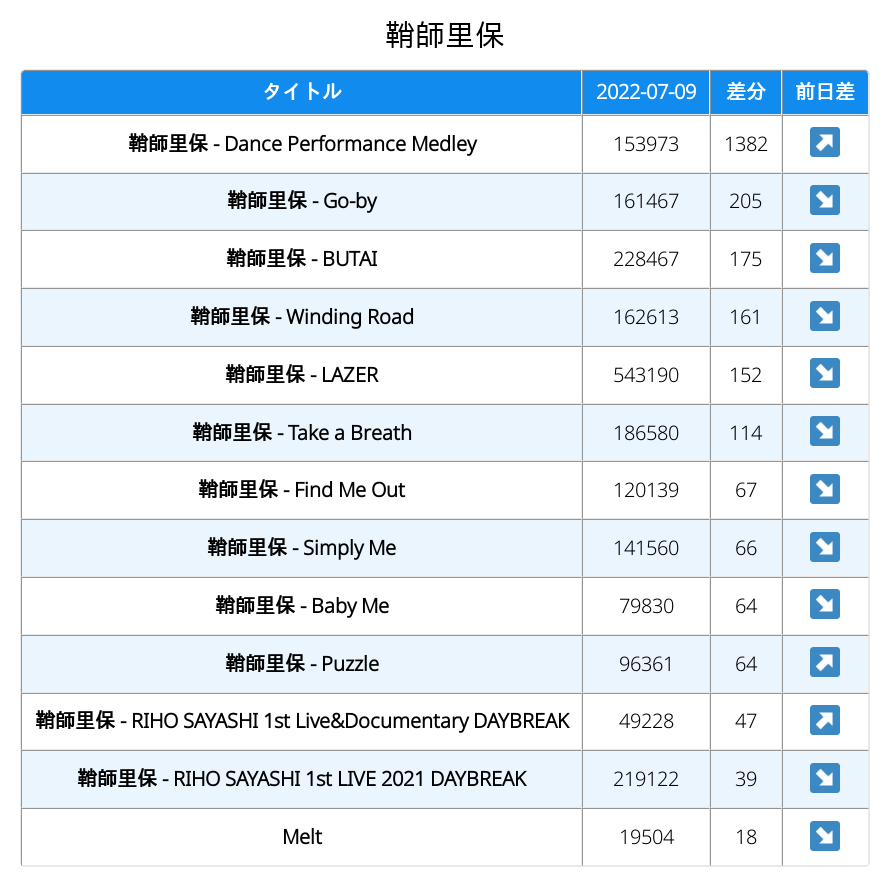 鞘師里保
タイトル 2022-07-09 差分 前日差
鞘師里保 - Dance Performance Medley 153973 1382 ↗
鞘師里保 - Go-by 161467 205 ↘
鞘師里保 - BUTAI 228467 175 ↘
鞘師里保 - Winding Road 162613 161 ↘
鞘師里保 - LAZER 543190 152 ↘
鞘師里保 - Take a Breath 186580 114 ↘
鞘師里保 - Find Me Out 120139 67 ↘
鞘師里保 - Simply Me 141560 66 ↘
鞘師里保 - Baby Me 79830 64 ↘
鞘師里保 - Puzzle 96361 64 ↗
鞘師里保 - RIHO SAYASHI 1st Live&Documentary DAYBREAK 49228 47 ↗
鞘師里保 - RIHO SAYASHI 1st LIVE 2021 DAYBREAK 219122 39 ↘
Melt 19504 18 ↘